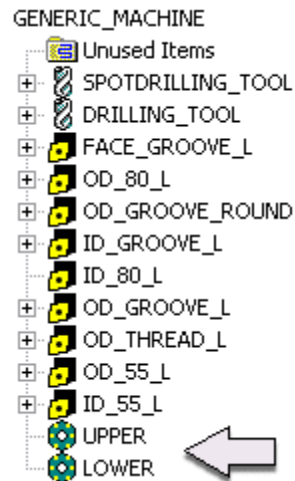 GENERIC_MACHINE
Unused Items
SPOTDRILLING_TOOL
DRILLING_TOOL
FACE_GROOVE_L
OD_80_L
OD_GROOVE_ROUND
ID_GROOVE_L
ID_80_L
OD_GROOVE_L
OD_THREAD_L
OD_55_L
ID_55_L
UPPER
LOWER